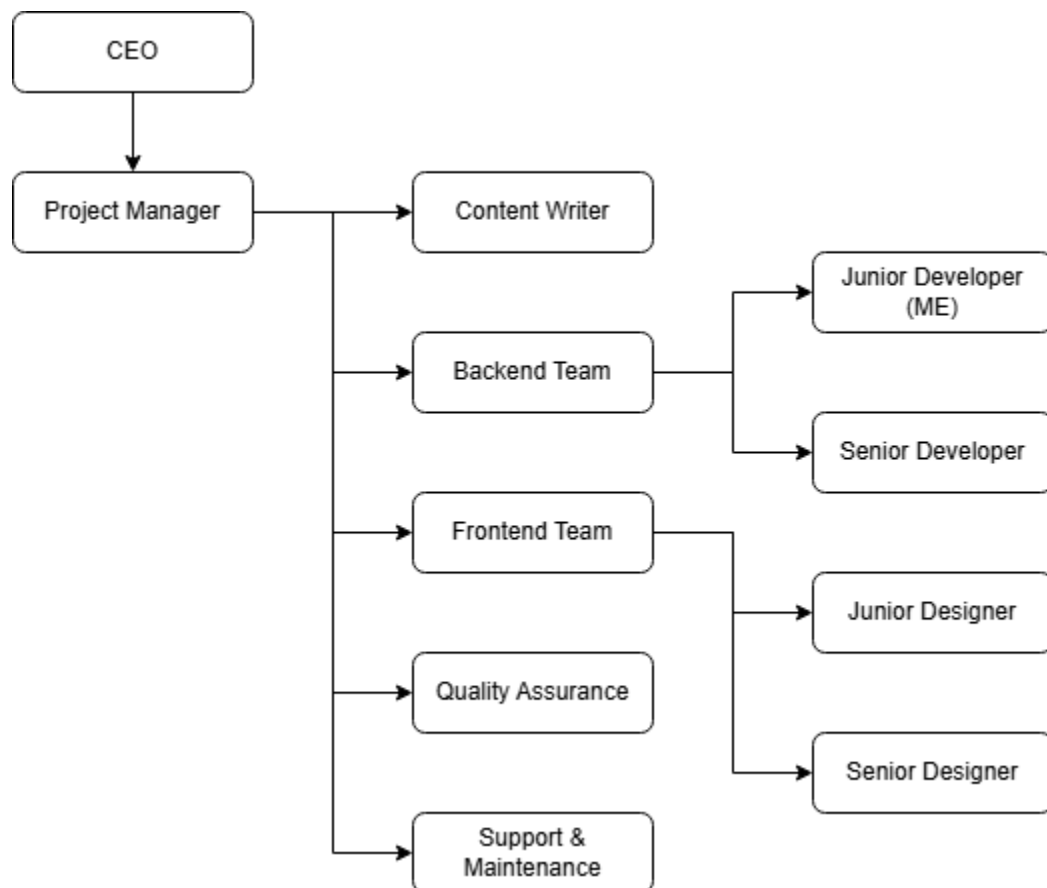 CEO
Project Manager
Content Writer
Junior Developer
(ME)
Backend Team
Senior Developer
Frontend Team
Junior Designer
Quality Assurance
Senior Designer
Support &
Maintenance